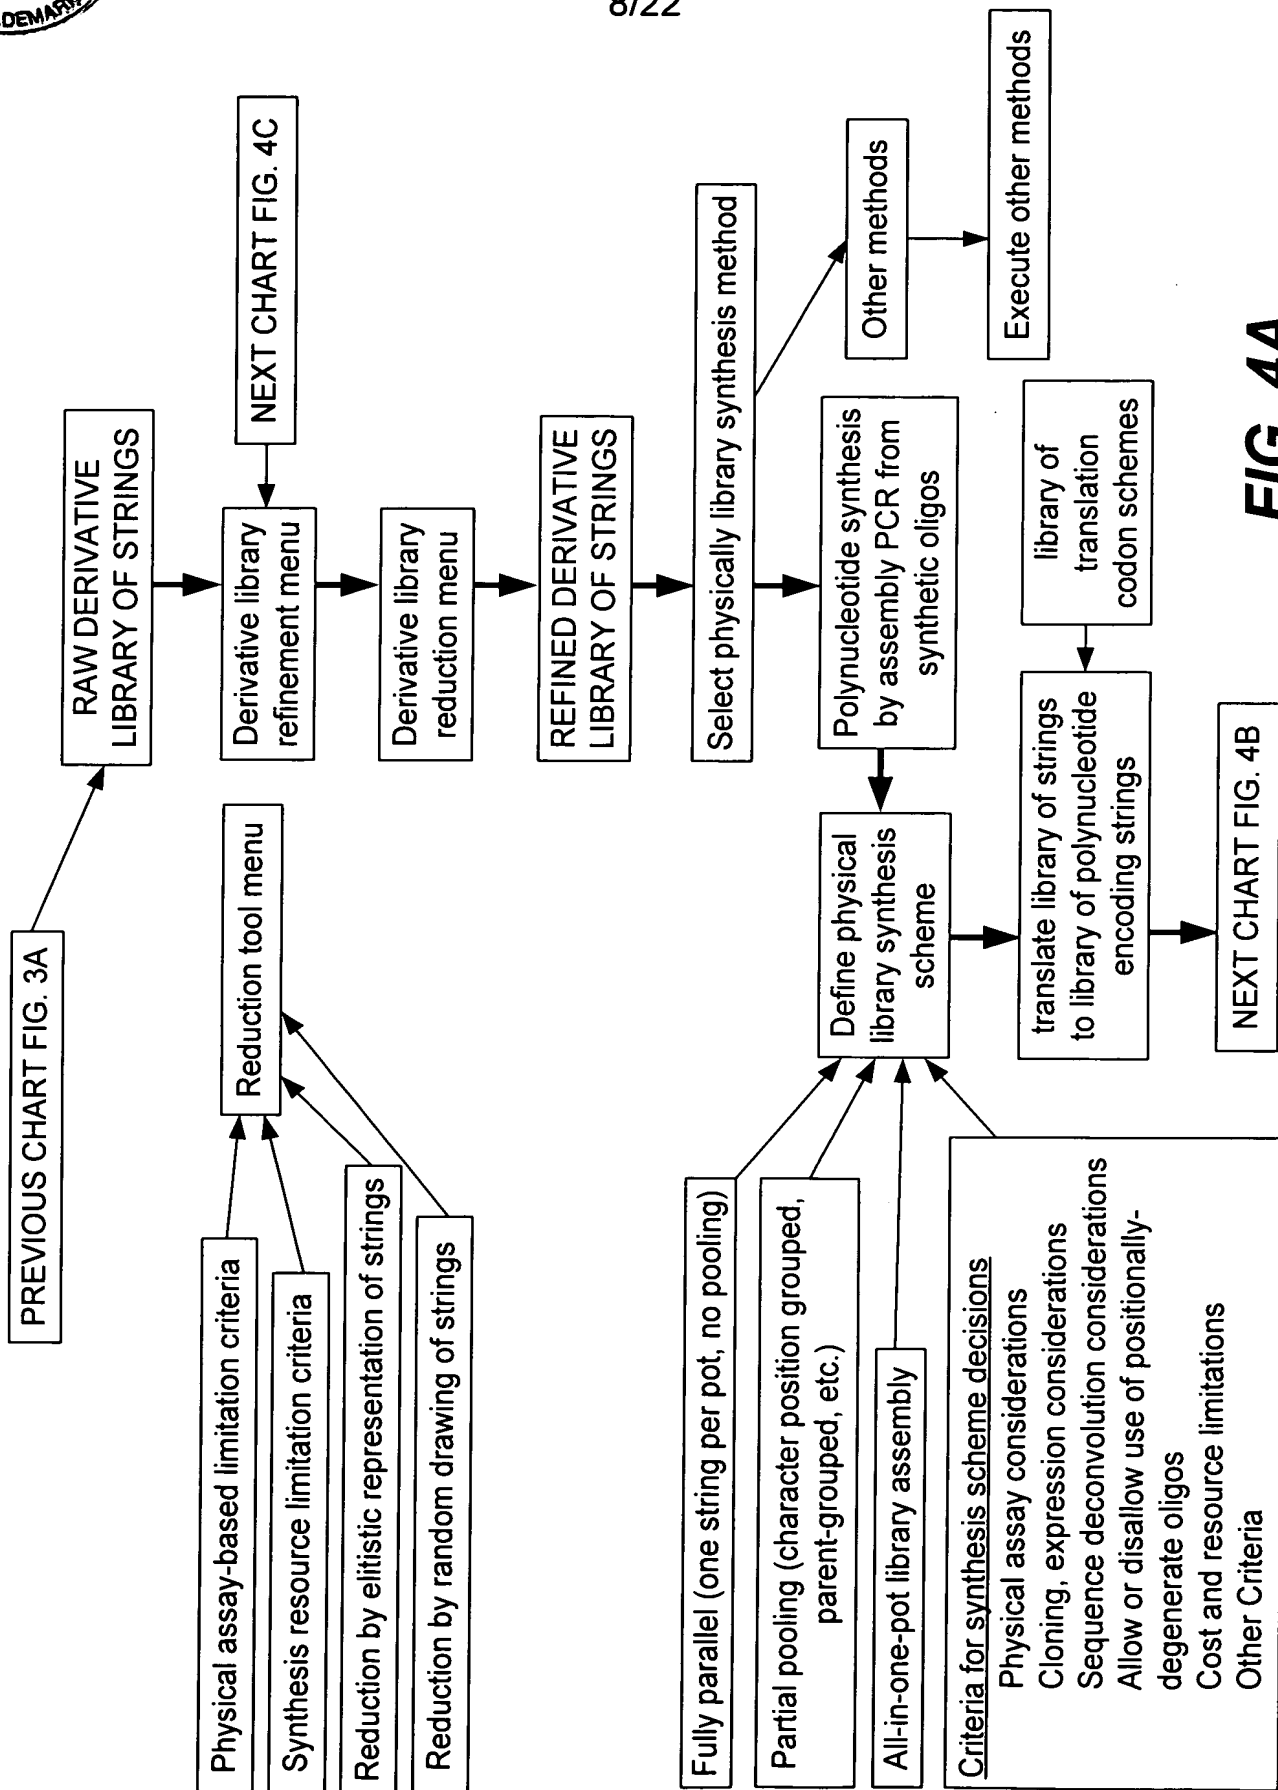 8/22
PREVIOUS CHART FIG. 3A
RAW DERIVATIVE
LIBRARY OF STRINGS
Physical assay-based limitation criteria
Synthesis resource limitation criteria
Reduction by elitistic representation of strings
Reduction by random drawing of strings
Reduction tool menu
Derivative library
refinement menu
NEXT CHART FIG. 4C
Derivative library
reduction menu
REFINED DERIVATIVE
LIBRARY OF STRINGS
Select physically library synthesis method
Fully parallel (one string per pot, no pooling)
Partial pooling (character position grouped,
parent-grouped, etc.)
All-in-one-pot library assembly
Define physical
library synthesis
scheme
Polynucleotide synthesis
by assembly PCR from
synthetic oligos
Other methods
Execute other methods
Criteria for synthesis scheme decisions
Physical assay considerations
Cloning, expression considerations
Sequence deconvolution considerations
Allow or disallow use of positionally-
degenerate oligos
Cost and resource limitations
Other Criteria
translate library of strings
to library of polynucleotide
encoding strings
library of
translation
codon schemes
NEXT CHART FIG. 4B
FIG. 4A